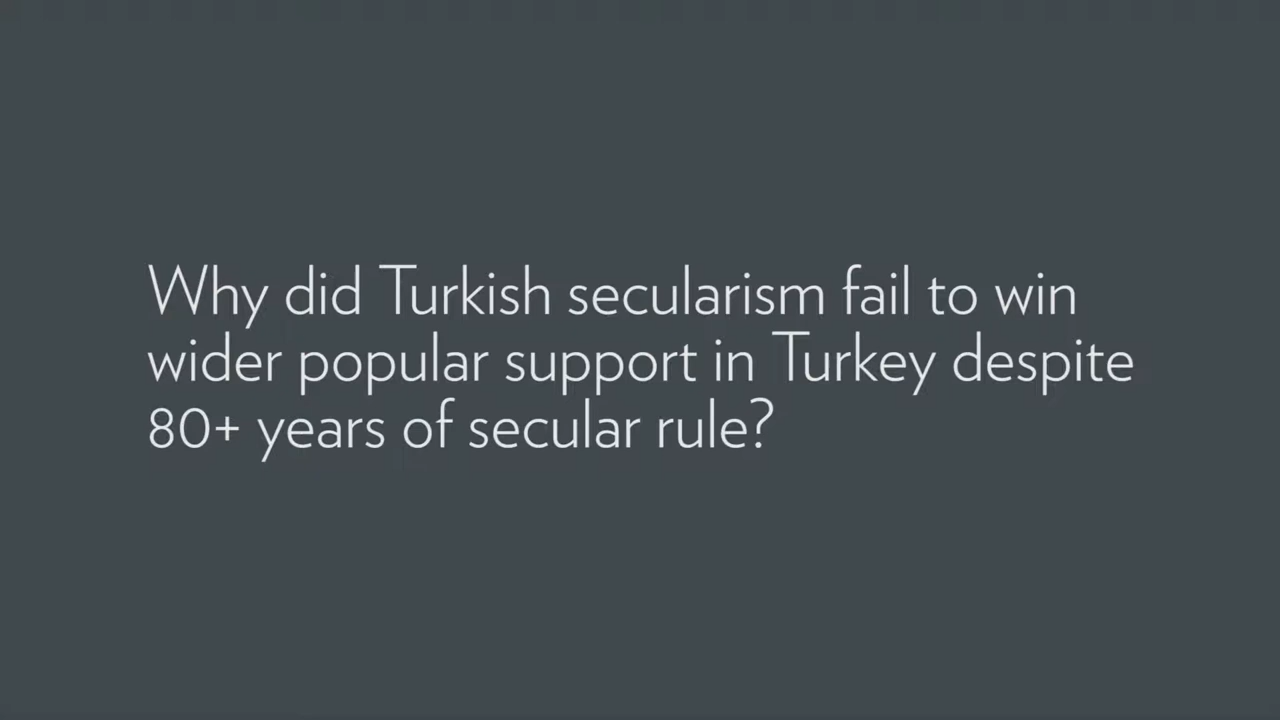 Why did Turkish secularism fail to win
wider popular support in Turkey despite
80+ years of secular rule?